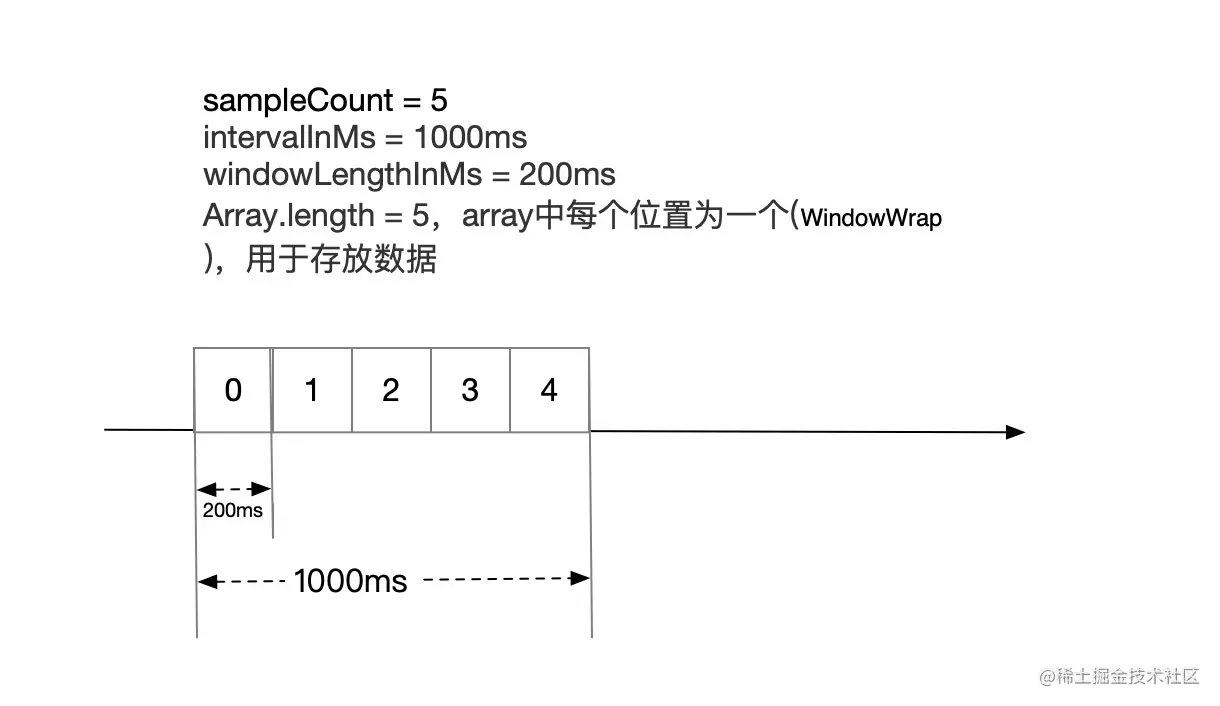 sampleCount = 5
intervalInMs = 1000ms
windowLengthInMs = 200ms
Array.length = 5，array中每个位置为一个(WindowWrap
)，用于存放数据
0 1 2 3 4
200ms
1000ms
@稀土掘金技术社区